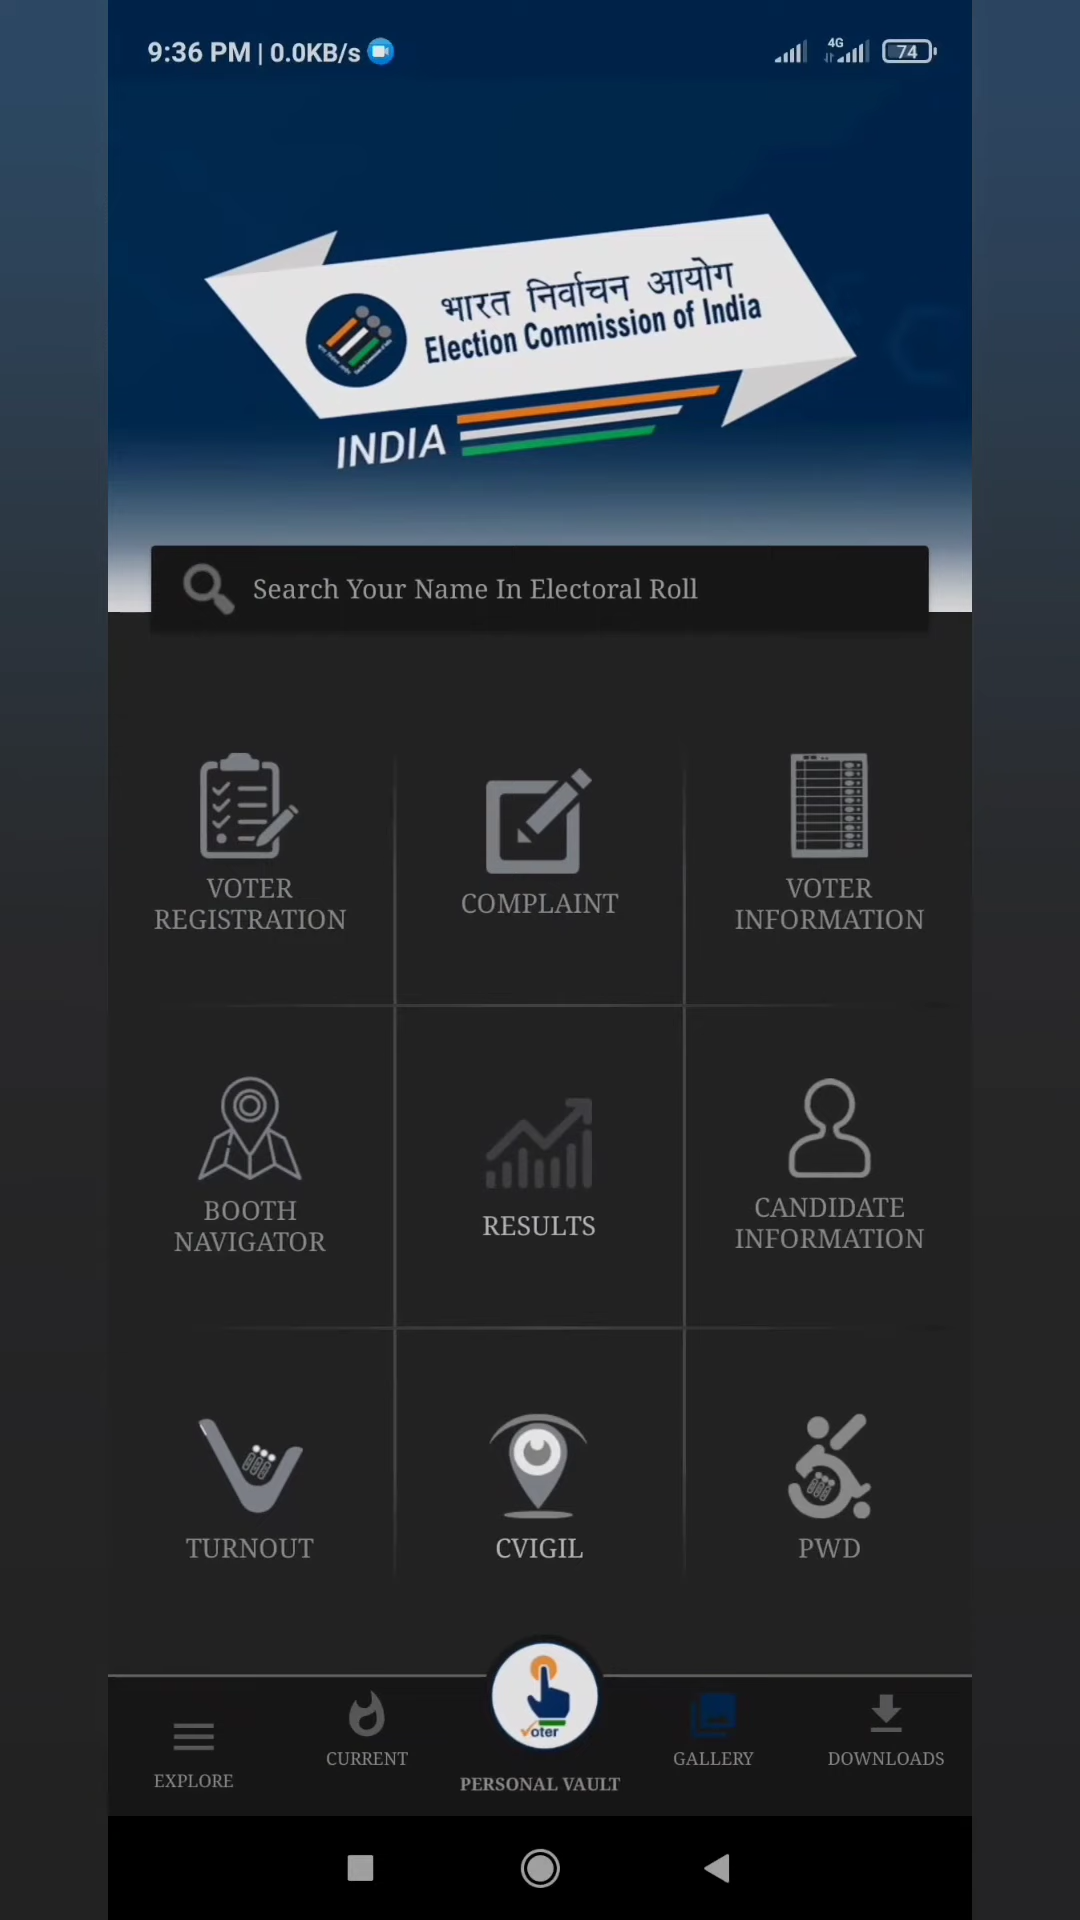 9:36 PM | 0.0KB/s
4G
74
भारत निर्वाचन आयोग
Election Commission of India
INDIA
Search Your Name In Electoral Roll
VOTER
REGISTRATION
COMPLAINT
VOTER
INFORMATION
BOOTH
NAVIGATOR
RESULTS
CANDIDATE
INFORMATION
TURNOUT
CVIGIL
PWD
Voter
EXPLORE
CURRENT
PERSONAL VAULT
GALLERY
DOWNLOADS